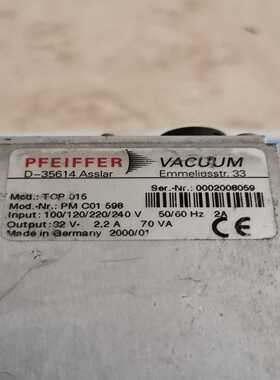 PFEIFFER VACUUM
D-35614 Asslar Emmeliusstr. 33
Mod.: TCP 015 Ser.-Nr.: 0002008059
Mod.-Nr.: PM C01 598
Input: 100/120/220/240 V 50/60 Hz 2A
Output: 32 V- 2,2 A 70 VA
Made in Germany 2000/01 CE